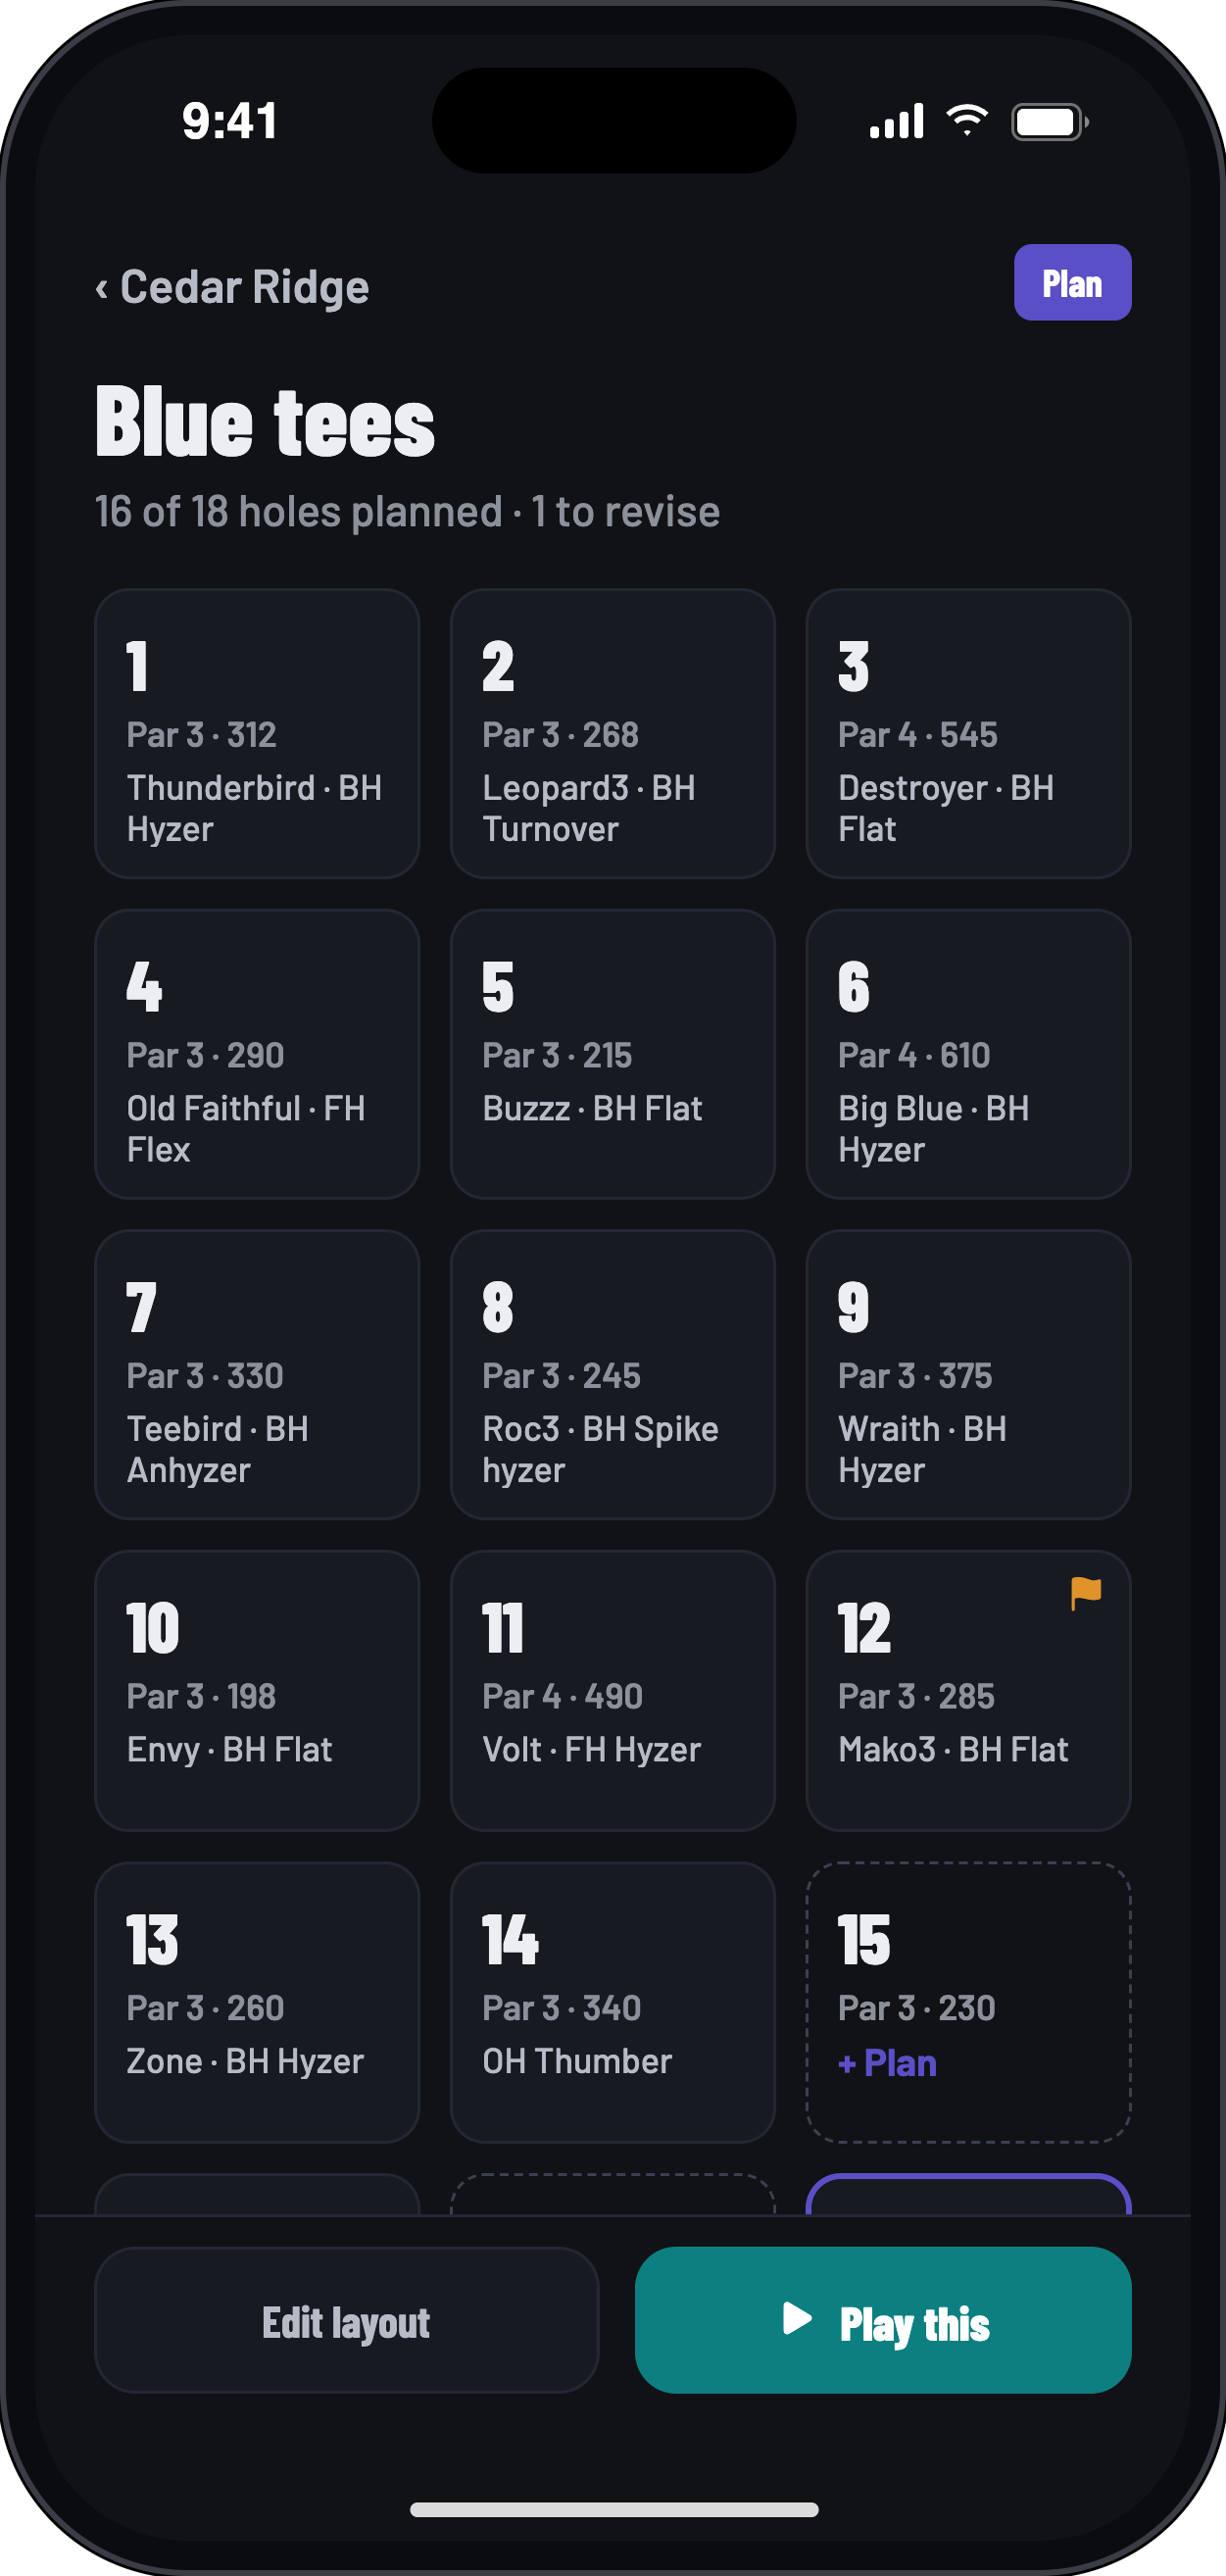 9:41
‹ Cedar Ridge
Plan
Blue tees
16 of 18 holes planned · 1 to revise
1
Par 3 · 312
Thunderbird · BH
Hyzer
2
Par 3 · 268
Leopard3 · BH
Turnover
3
Par 4 · 545
Destroyer · BH
Flat
4
Par 3 · 290
Old Faithful · FH
Flex
5
Par 3 · 215
Buzzz · BH Flat
6
Par 4 · 610
Big Blue · BH
Hyzer
7
Par 3 · 330
Teebird · BH
Anhyzer
8
Par 3 · 245
Roc3 · BH Spike
hyzer
9
Par 3 · 375
Wraith · BH
Hyzer
10
Par 3 · 198
Envy · BH Flat
11
Par 4 · 490
Volt · FH Hyzer
12
Par 3 · 285
Mako3 · BH Flat
13
Par 3 · 260
Zone · BH Hyzer
14
Par 3 · 340
OH Thumber
15
Par 3 · 230
+ Plan
Edit layout
Play this